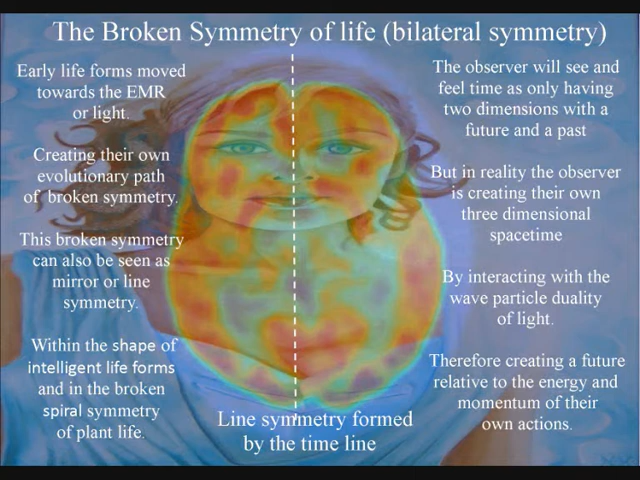 The Broken Symmetry of life (bilateral symmetry)
Early life forms moved
towards the EMR
or light.
Creating their own
evolutionary path
of broken symmetry.
This broken symmetry
can also be seen as
mirror or line
symmetry.
Within the shape of
intelligent life forms
and in the broken
spiral symmetry
of plant life.
The observer will see and
feel time as only having
two dimensions with a
future and a past
But in reality the observer
is creating their own
three dimensional
spacetime
By interacting with the
wave particle duality
of light.
Therefore creating a future
relative to the energy and
momentum of their
own actions.
Line symmetry formed
by the time line